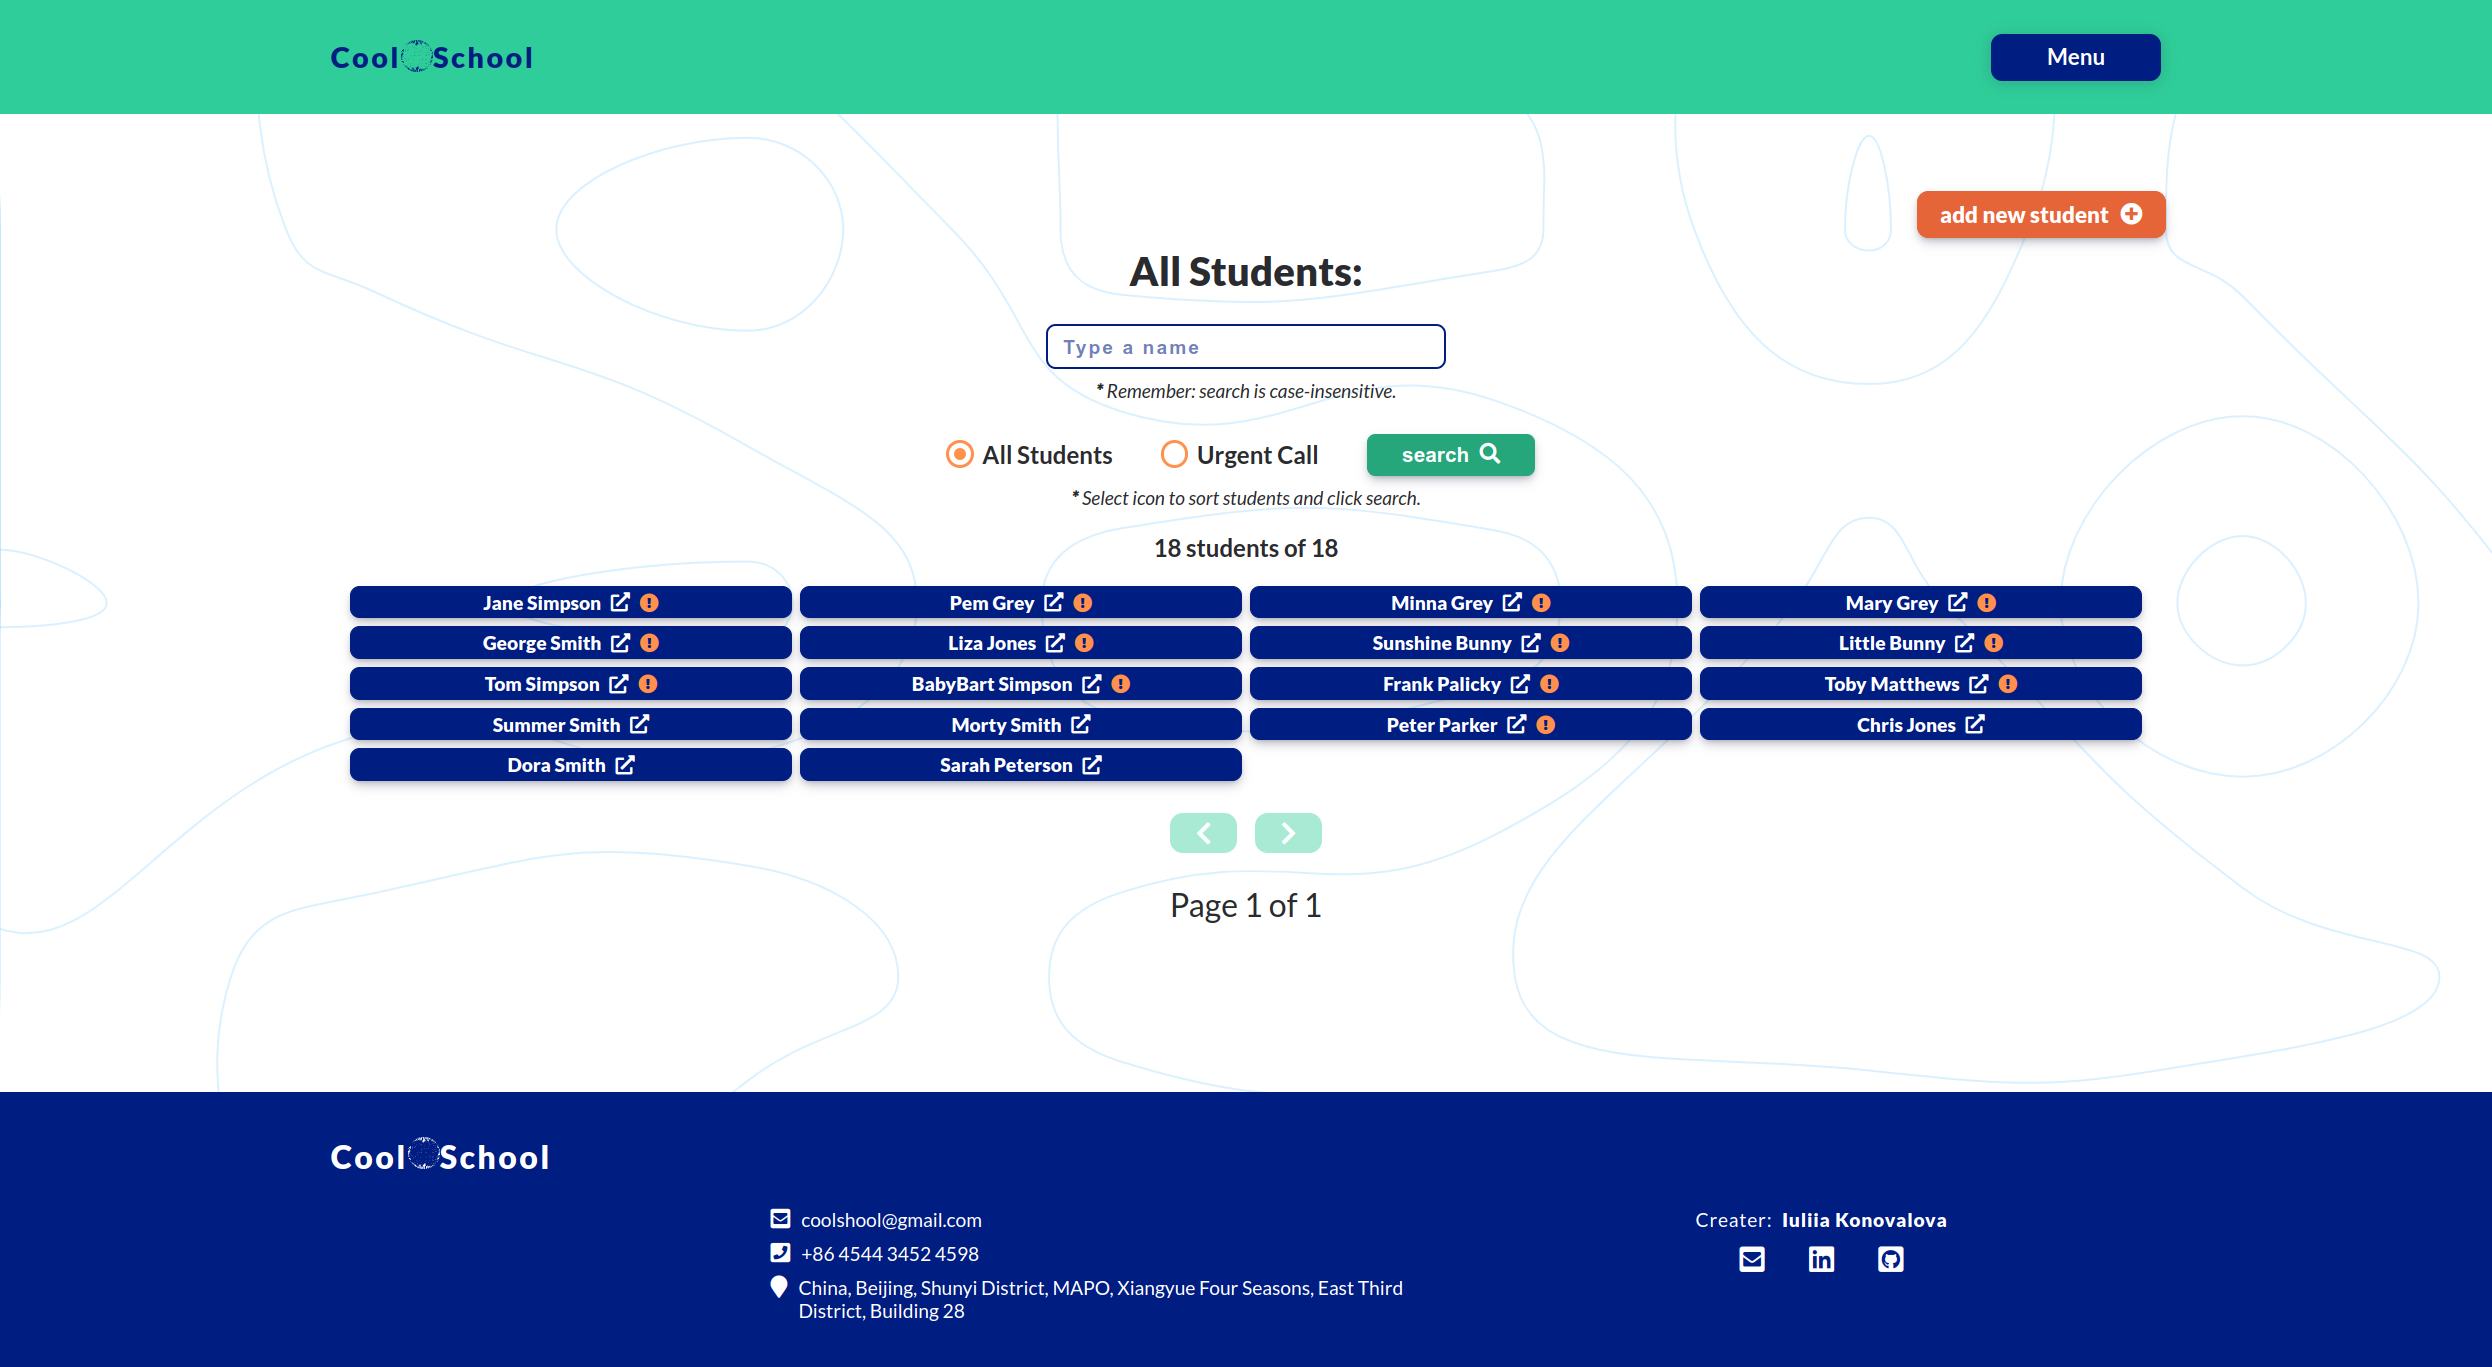 Cool School
Menu
add new student
All Students:
Type a name
* Remember: search is case-insensitive.
All Students Urgent Call search
* Select icon to sort students and click search.
18 students of 18
Jane Simpson Pem Grey Minna Grey Mary Grey
George Smith Liza Jones Sunshine Bunny Little Bunny
Tom Simpson BabyBart Simpson Frank Palicky Toby Matthews
Summer Smith Morty Smith Peter Parker Chris Jones
Dora Smith Sarah Peterson
Page 1 of 1
Cool School
coolshool@gmail.com
+86 4544 3452 4598
China, Beijing, Shunyi District, MAPO, Xiangyue Four Seasons, East Third
District, Building 28
Creater: Iuliia Konovalova